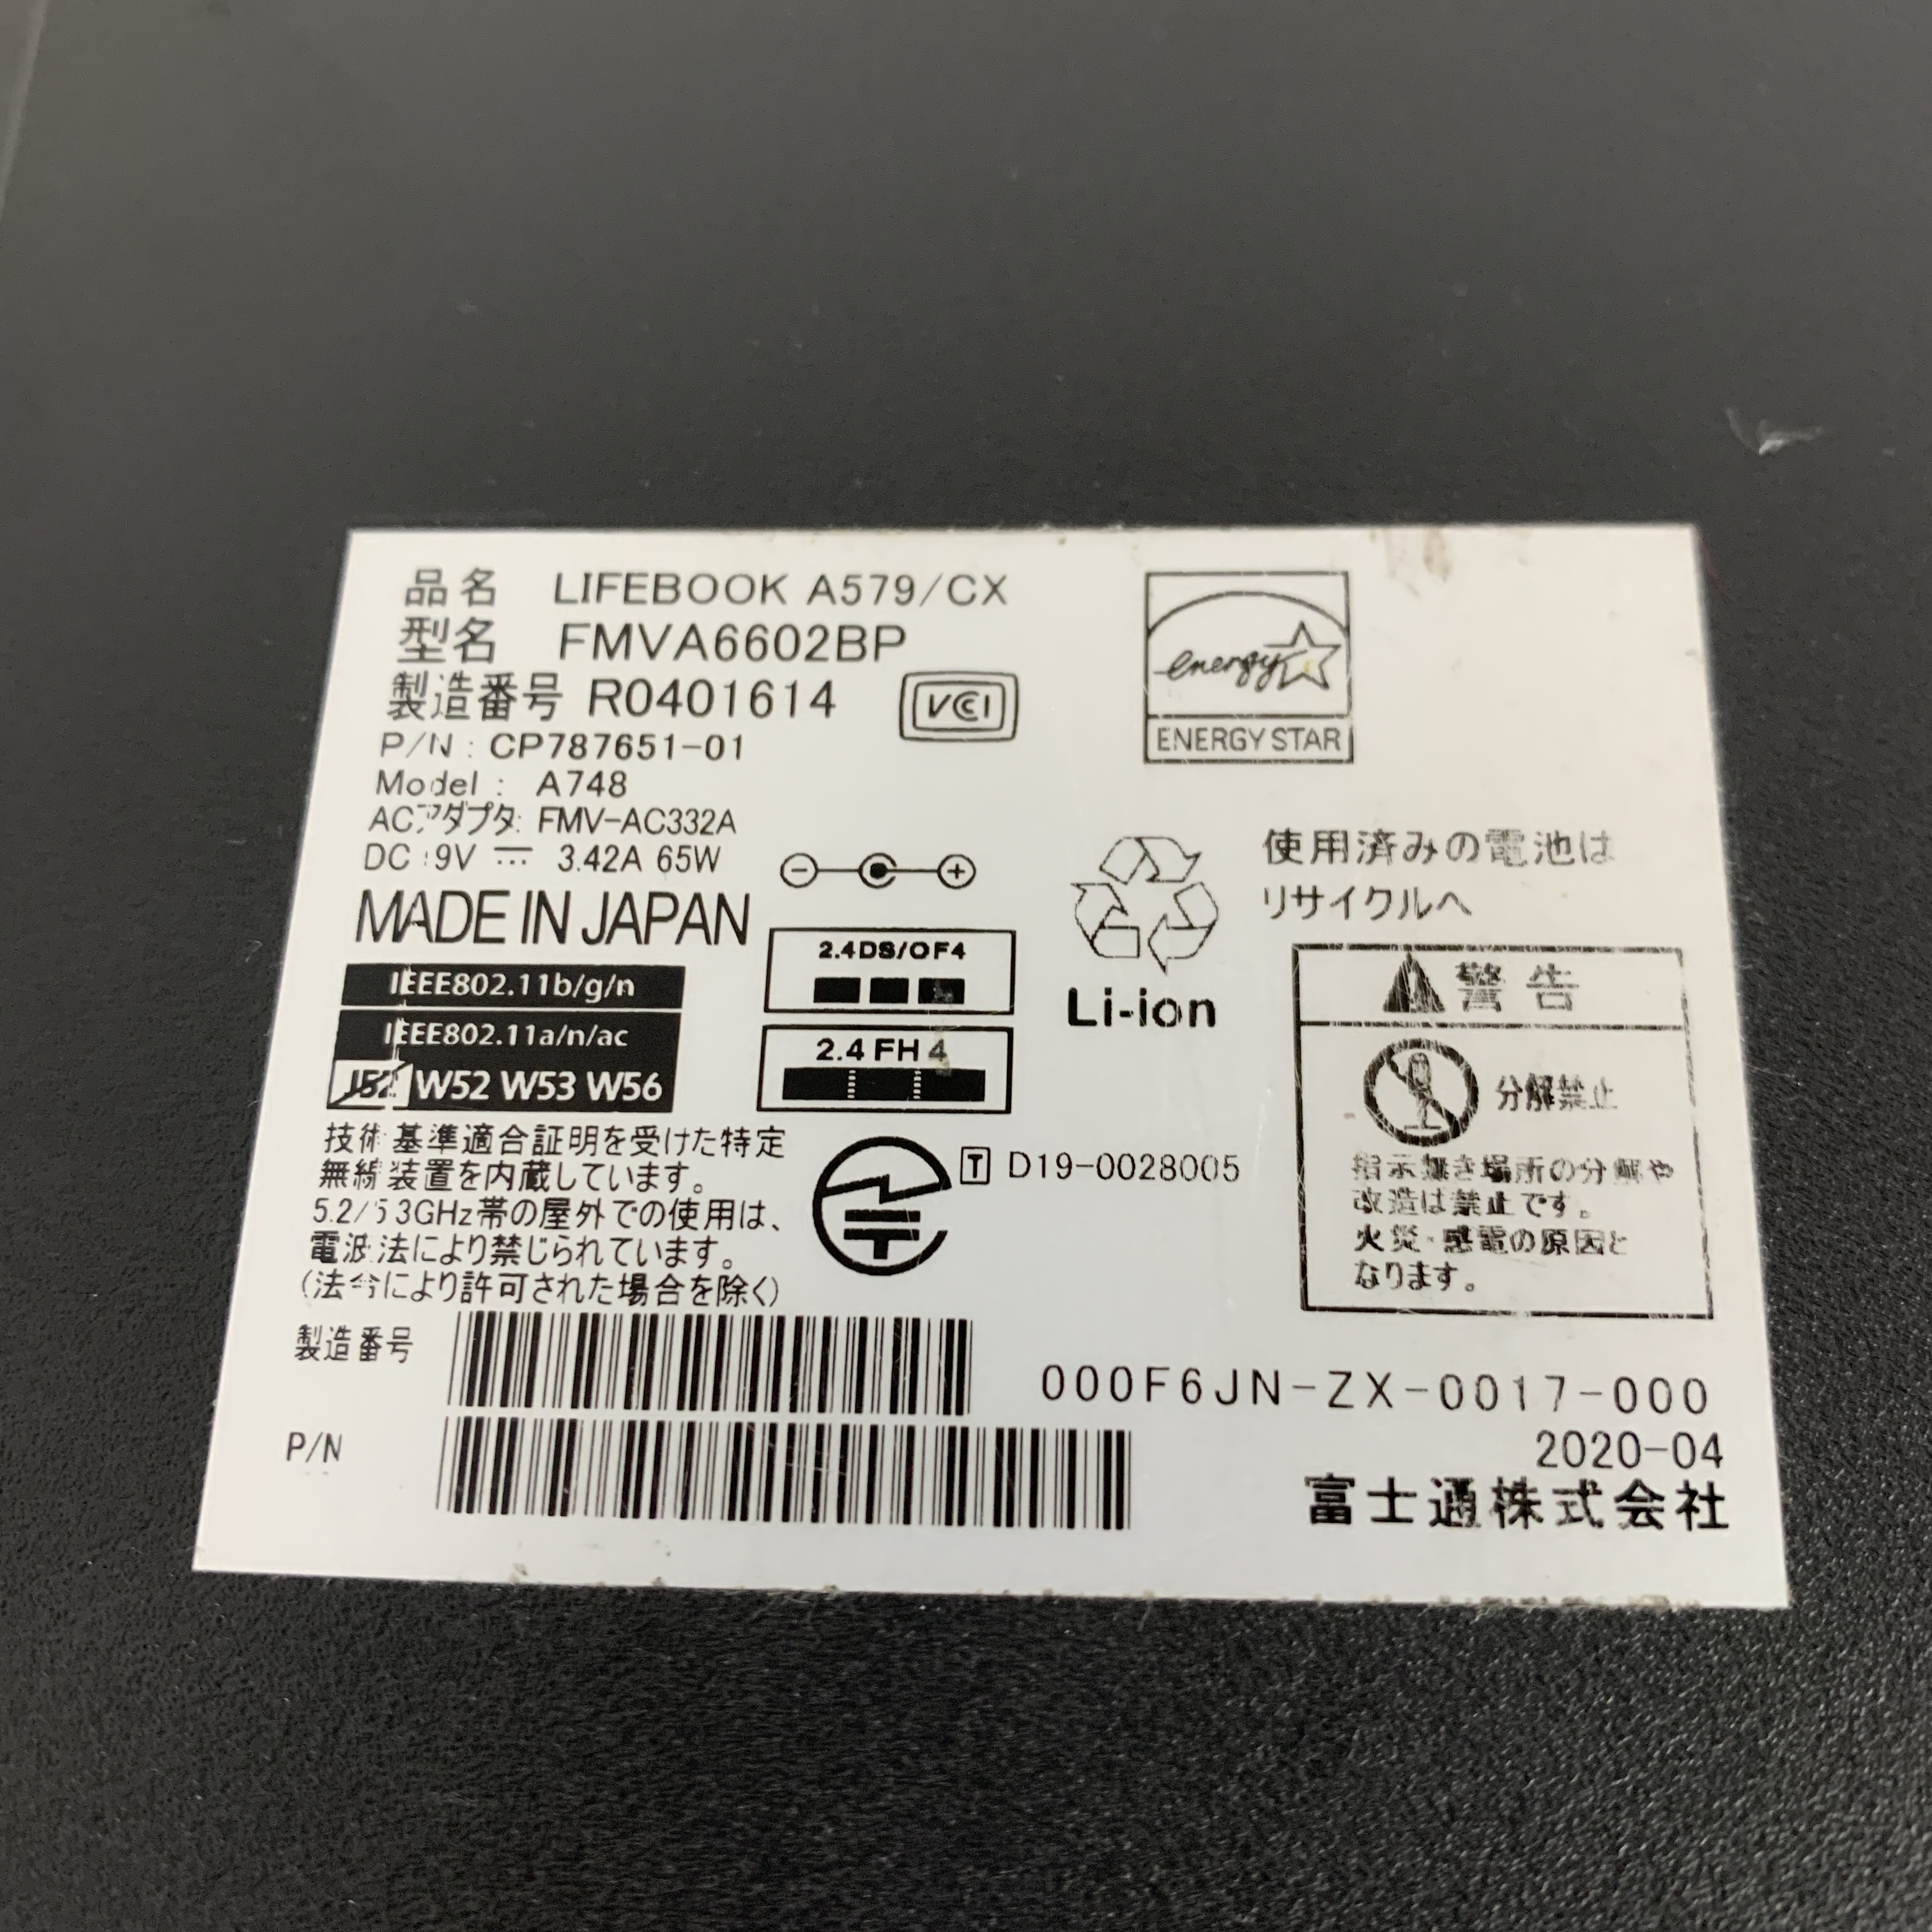 品名 LIFEBOOK A579/CX
型名 FMVA6602BP
製造番号 R0401614
VCCI
P/N : CP787651-01
Model : A748
ACアダプタ: FMV-AC332A
DC 19V 3.42A 65W
MADE IN JAPAN
energy
ENERGY STAR
IEEE802.11b/g/n
IEEE802.11a/n/ac
J52 W52 W53 W56
2.4DS/OF4
2.4FH4
Li-ion
使用済みの電池は
リサイクルへ
警告
分解禁止
指示無き場所の分解や
改造は禁止です。
火災・感電の原因と
なります。
技術基準適合証明を受けた特定
無線装置を内蔵しています。
5.2/5.3GHz帯の屋外での使用は、
電波法により禁じられています。
(法令により許可された場合を除く)
T D19-0028005
製造番号
P/N
000F6JN-ZX-0017-000
2020-04
富士通株式会社